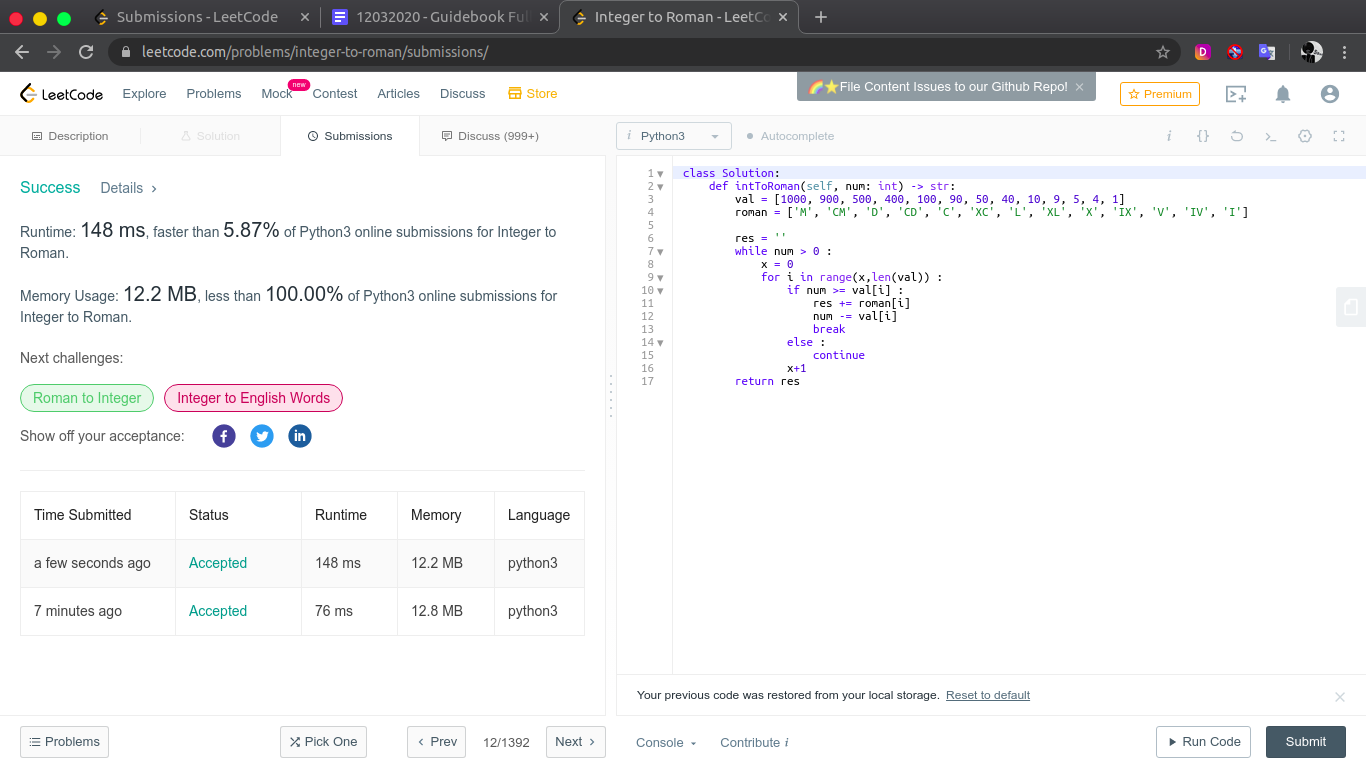 Submissions - LeetCode
12032020 - Guidebook Ful
Integer to Roman - LeetCo
leetcode.com/problems/integer-to-roman/submissions/
LeetCode
Explore
Problems
Mock
new
Contest
Articles
Discuss
Store
🌈⭐File Content Issues to our Github Repo!
Premium
Description
Solution
Submissions
Discuss (999+)
i Python3
Autocomplete
Success Details
Runtime: 148 ms, faster than 5.87% of Python3 online submissions for Integer to
Roman.
Memory Usage: 12.2 MB, less than 100.00% of Python3 online submissions for
Integer to Roman.
Next challenges:
Roman to Integer Integer to English Words
Show off your acceptance:
Time Submitted Status Runtime Memory Language
a few seconds ago Accepted 148 ms 12.2 MB python3
7 minutes ago Accepted 76 ms 12.8 MB python3
1 class Solution:
2     def intToRoman(self, num: int) -> str:
3         val = [1000, 900, 500, 400, 100, 90, 50, 40, 10, 9, 5, 4, 1]
4         roman = ['M', 'CM', 'D', 'CD', 'C', 'XC', 'L', 'XL', 'X', 'IX', 'V', 'IV', 'I']
5
6         res = ''
7         while num > 0 :
8             x = 0
9             for i in range(x,len(val)) :
10                 if num >= val[i] :
11                     res += roman[i]
12                     num -= val[i]
13                     break
14                 else :
15                     continue
16                 x+1
17         return res
Your previous code was restored from your local storage. Reset to default
Problems
Pick One
Prev
12/1392
Next
Console
Contribute i
Run Code
Submit